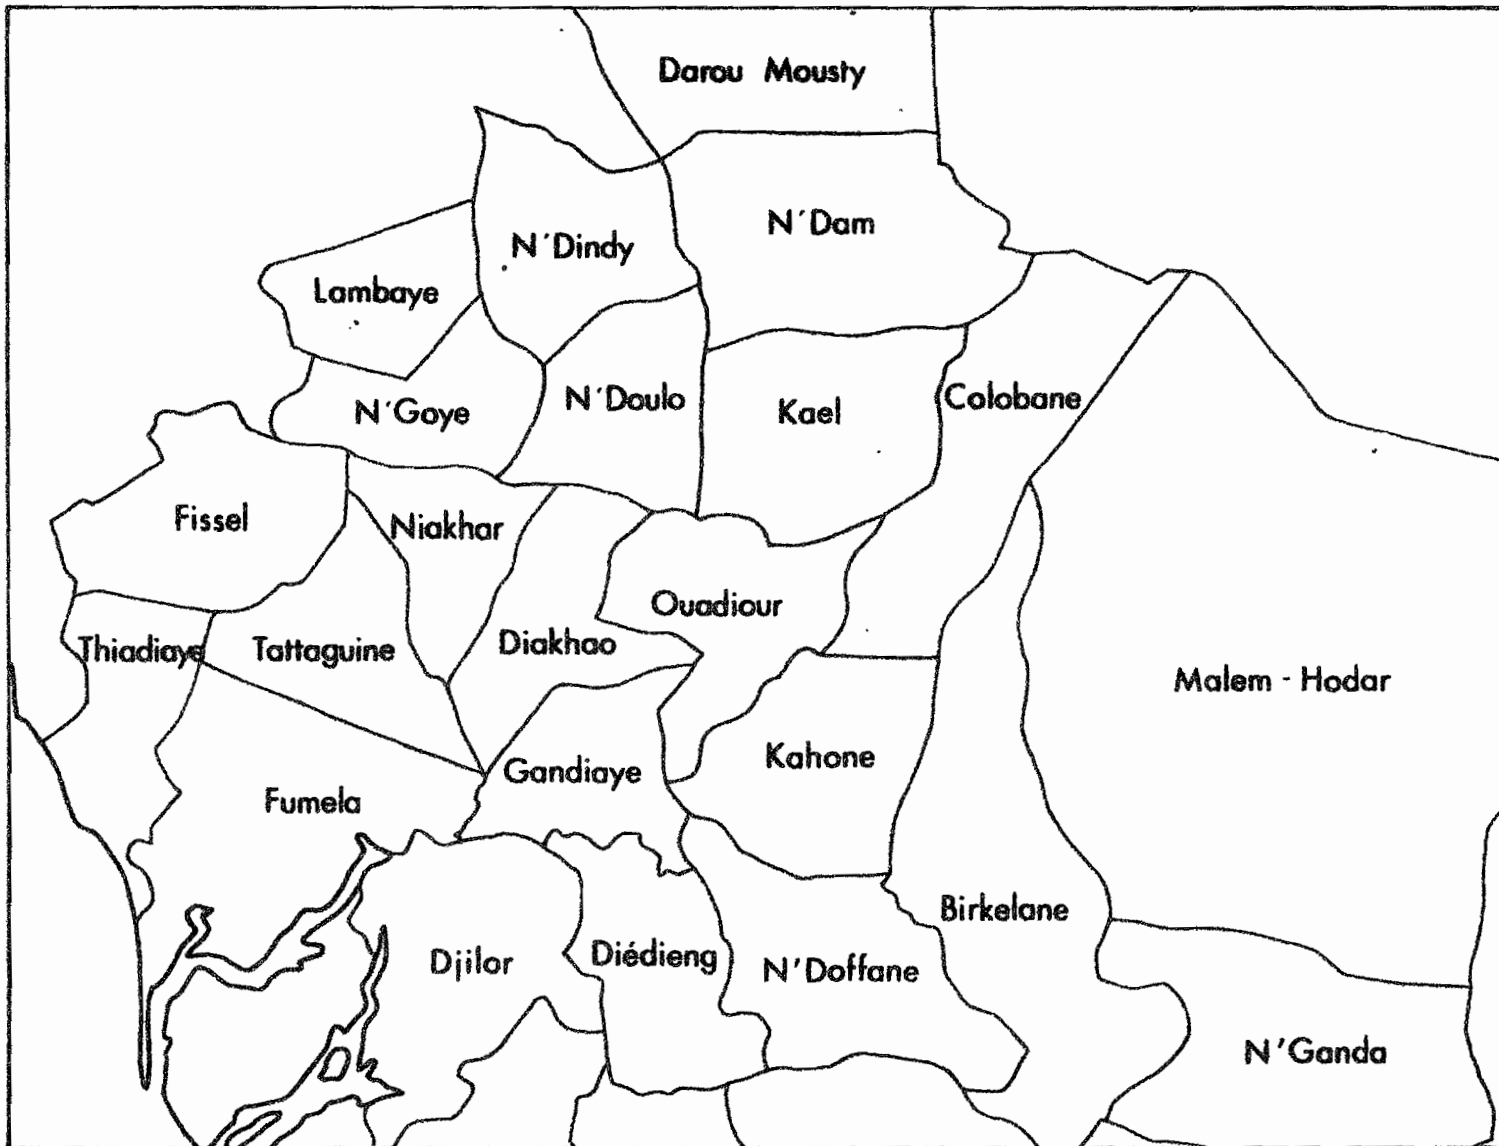 Darou Mousty
N'Dam
N'Dindy
Lambaye
N'Goye
N'Doulo
Kael
Colobane
Fissel
Niakhar
Ouadiour
Thiadiaye
Tattaguine
Diakhao
Malem - Hodar
Kahone
Gandiaye
Fumela
Birkelane
Djilor
Diédieng
N'Doffane
N'Ganda